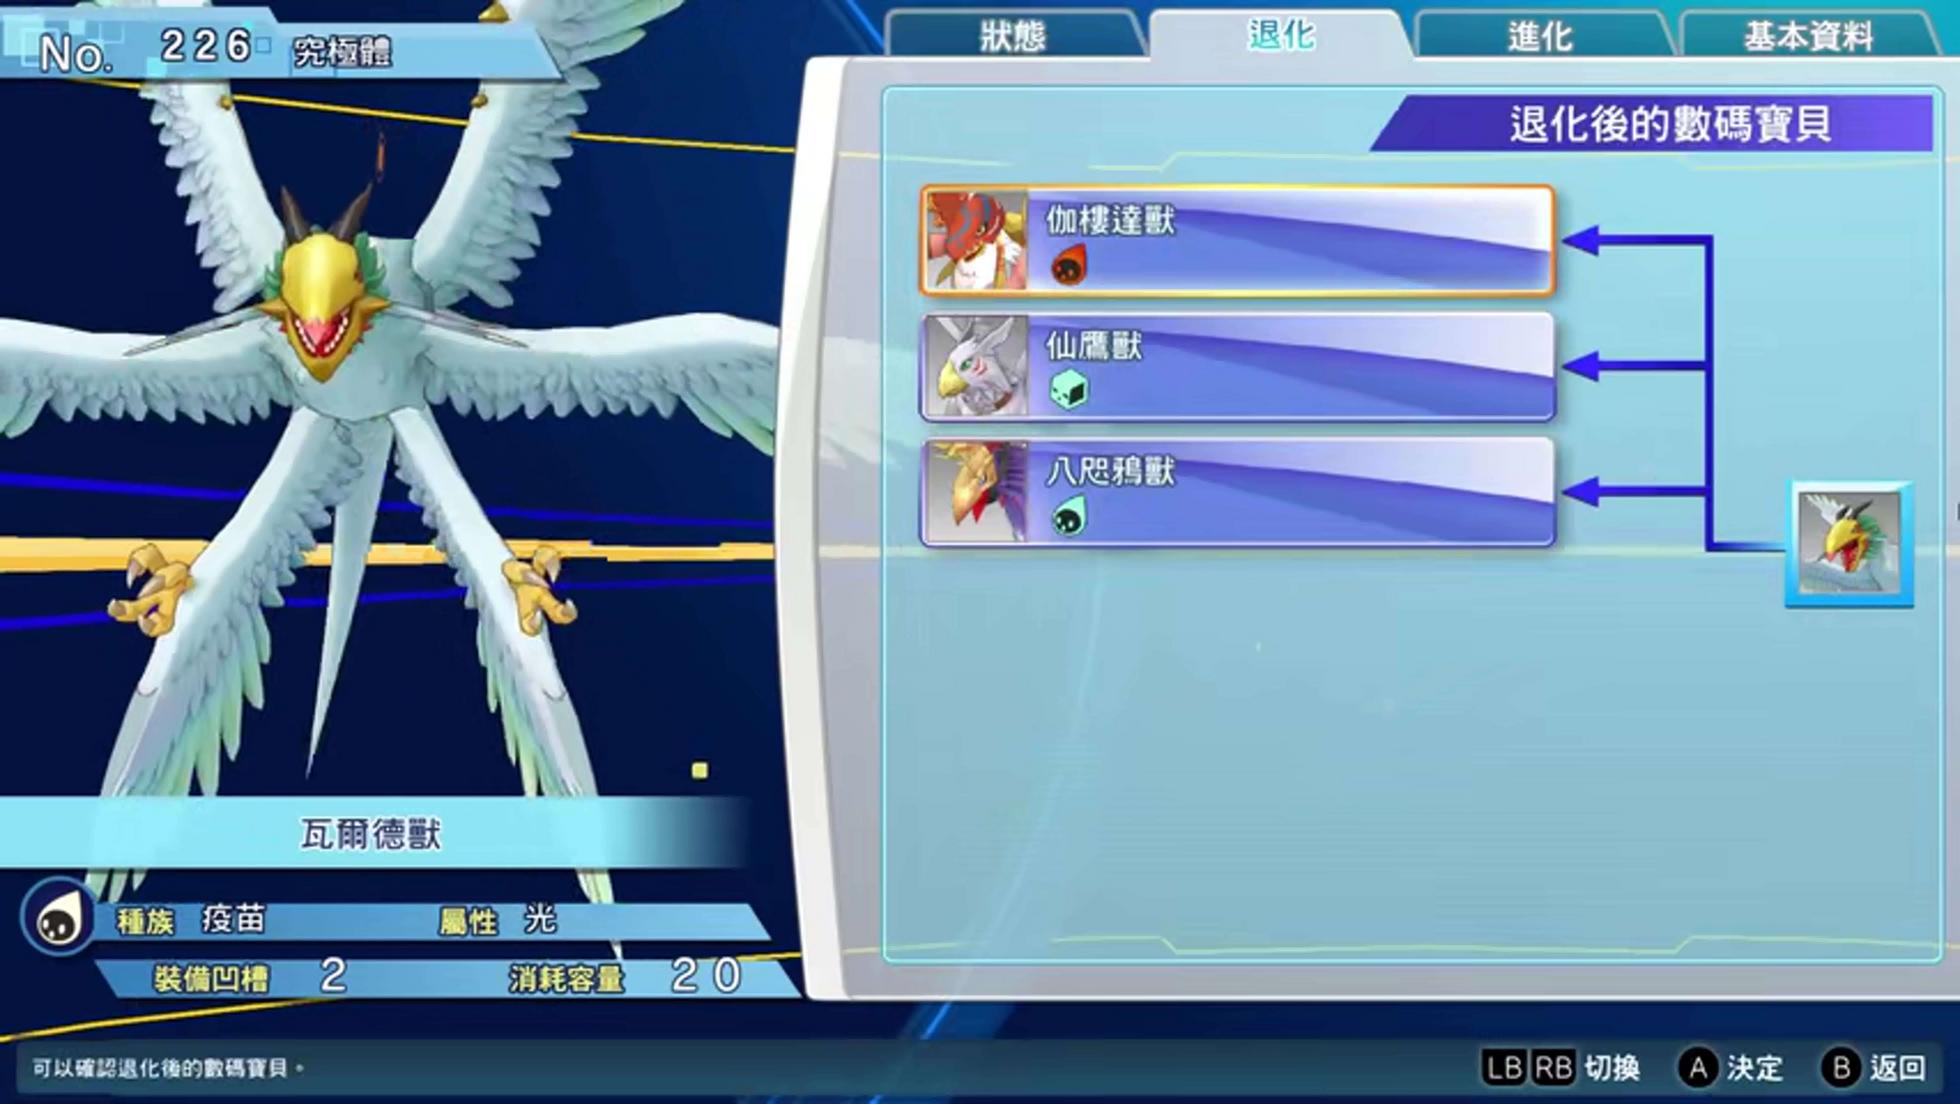 No. 226 究極體
狀態 退化 進化 基本資料
退化後的數碼寶貝
伽樓達獸
仙鷹獸
八咫鴉獸
瓦爾德獸
種族 疫苗 屬性 光
裝備凹槽 2 消耗容量 20
可以確認退化後的數碼寶貝。
LB RB 切換 A 決定 B 返回